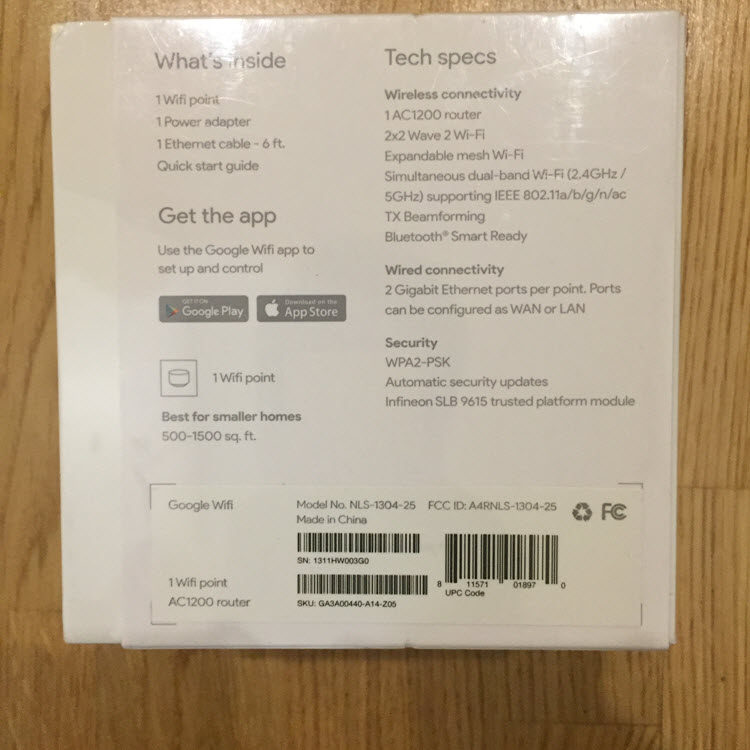 What's inside
1 Wifi point
1 Power adapter
1 Ethernet cable - 6 ft.
Quick start guide
Get the app
Use the Google Wifi app to
set up and control
GET IT ON
Google Play
Download on the
App Store
1 Wifi point
Best for smaller homes
500-1500 sq. ft.
Tech specs
Wireless connectivity
1 AC1200 router
2x2 Wave 2 Wi-Fi
Expandable mesh Wi-Fi
Simultaneous dual-band Wi-Fi (2.4GHz /
5GHz) supporting IEEE 802.11a/b/g/n/ac
TX Beamforming
Bluetooth® Smart Ready
Wired connectivity
2 Gigabit Ethernet ports per point. Ports
can be configured as WAN or LAN
Security
WPA2-PSK
Automatic security updates
Infineon SLB 9615 trusted platform module
Google Wifi
Model No. NLS-1304-25 FCC ID: A4RNLS-1304-25
Made in China
FC
SN: 1311HW003G0
1 Wifi point
AC1200 router
SKU: GA3A00440-A14-Z05
8 11571 01897 0
UPC Code